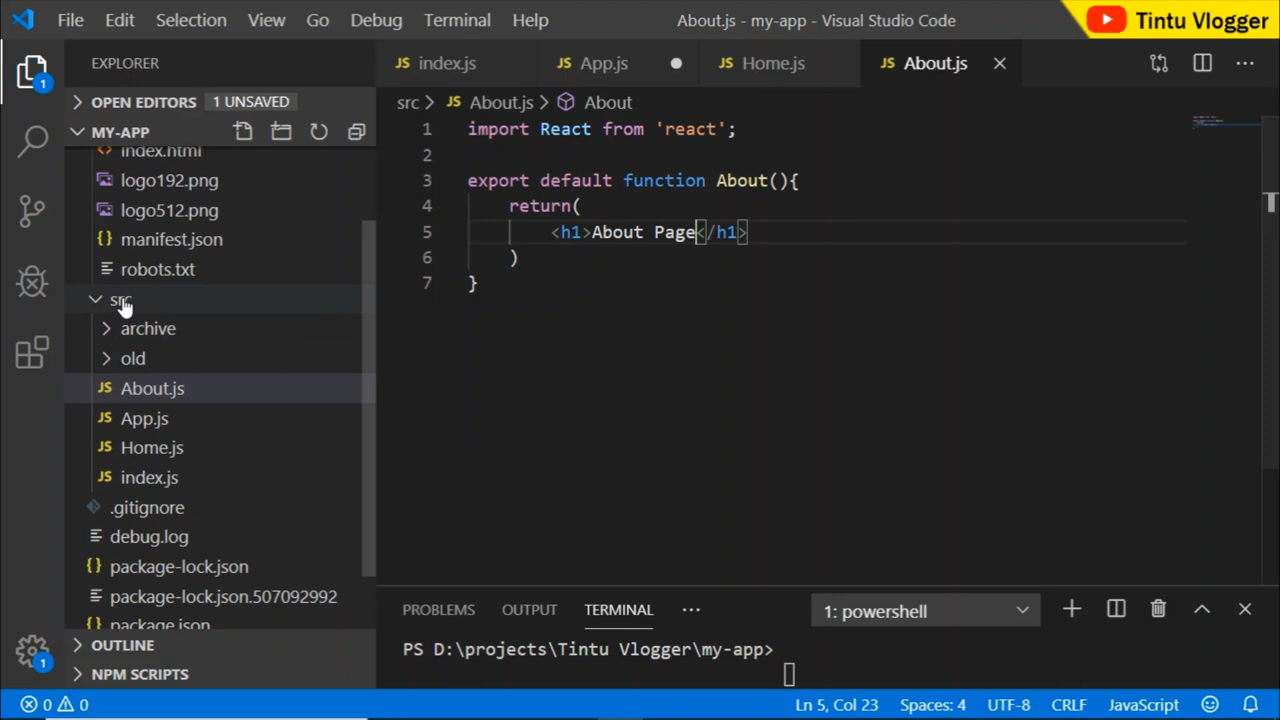 File Edit Selection View Go Debug Terminal Help About.js - my-app - Visual Studio Code Tintu Vlogger
EXPLORER
1
OPEN EDITORS 1 UNSAVED
MY-APP
index.html
logo192.png
logo512.png
{} manifest.json
robots.txt
src
archive
old
JS About.js
JS App.js
JS Home.js
JS index.js
.gitignore
debug.log
{} package-lock.json
package-lock.json.507092992
{} package.json
OUTLINE
NPM SCRIPTS
1
JS index.js JS App.js JS Home.js JS About.js
src > JS About.js > About
1 import React from 'react';
2
3 export default function About(){
4 return(
5 <h1>About Page</h1>
6 )
7 }
PROBLEMS OUTPUT TERMINAL 1: powershell
PS D:\projects\Tintu Vlogger\my-app>
0 0 Ln 5, Col 23 Spaces: 4 UTF-8 CRLF JavaScript